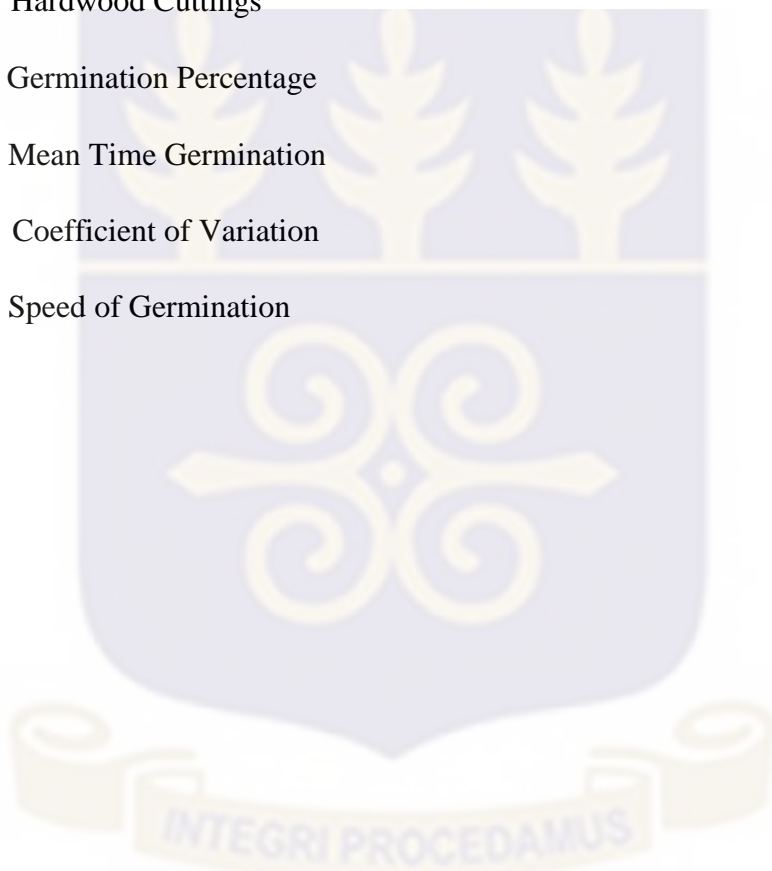 Hardwood Cuttings
Germination Percentage
Mean Time Germination
Coefficient of Variation
Speed of Germination
INTEGRI PROCEDAMUS